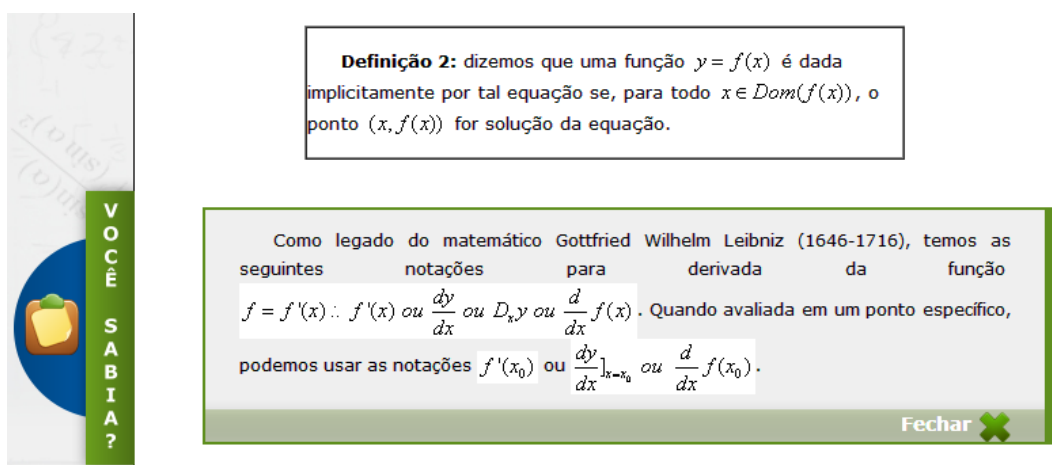 Definição 2: dizemos que uma função y = f(x) é dada
implicitamente por tal equação se, para todo x ∈ Dom(f(x)), o
ponto (x, f(x)) for solução da equação.
VOCÊ SABIA?
Como legado do matemático Gottfried Wilhelm Leibniz (1646-1716), temos as
seguintes notações para derivada da função
f = f '(x) ∴ f '(x) ou dy/dx ou Dₓy ou d/dx f(x). Quando avaliada em um ponto específico,
podemos usar as notações f '(x₀) ou dy/dx]ₓ₌ₓ₀ ou d/dx f(x₀).
Fechar